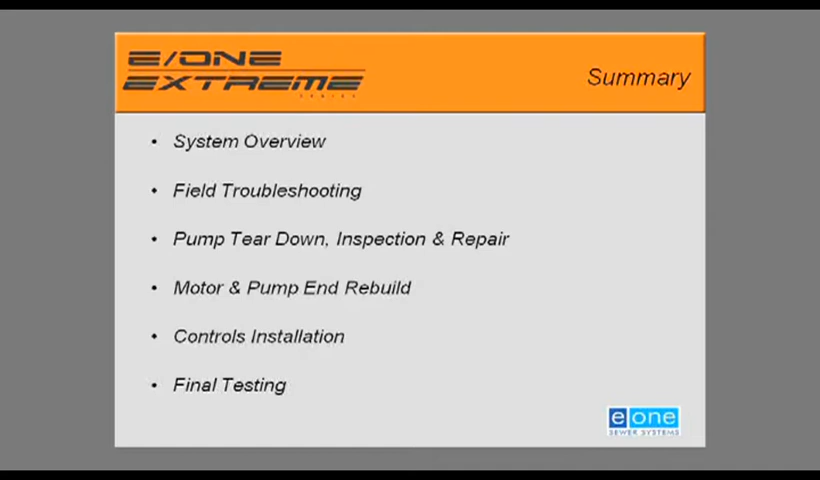 E/ONE
EXTREME
SERIES
Summary
• System Overview
• Field Troubleshooting
• Pump Tear Down, Inspection & Repair
• Motor & Pump End Rebuild
• Controls Installation
• Final Testing
e one
SEWER SYSTEMS